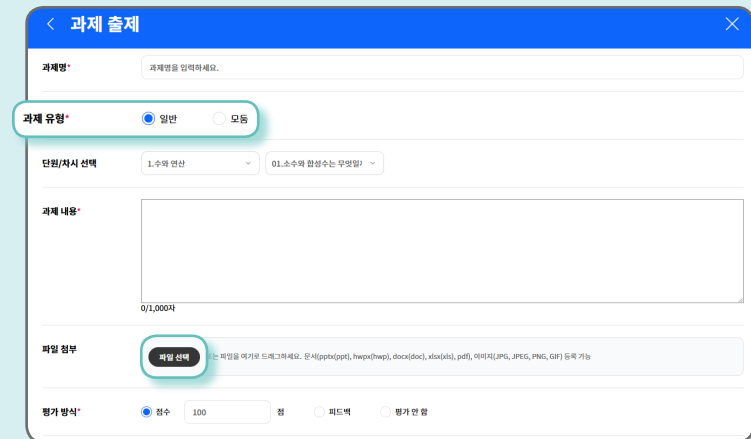 과제 출제
과제명*
과제명을 입력하세요.
과제 유형*
일반 모둠
단원/차시 선택
1.수와 연산 01.소수와 합성수는 무엇일
과제 내용*
0/1,000자
파일 첨부
파일 선택 는 파일을 여기로 드래그하세요. 문서(pptx(ppt), hwpx(hwp), docx(doc), xlsx(xls), pdf), 이미지(JPG, JPEG, PNG, GIF) 등록 가능
평가 방식*
점수 100 점 피드백 평가 안 함